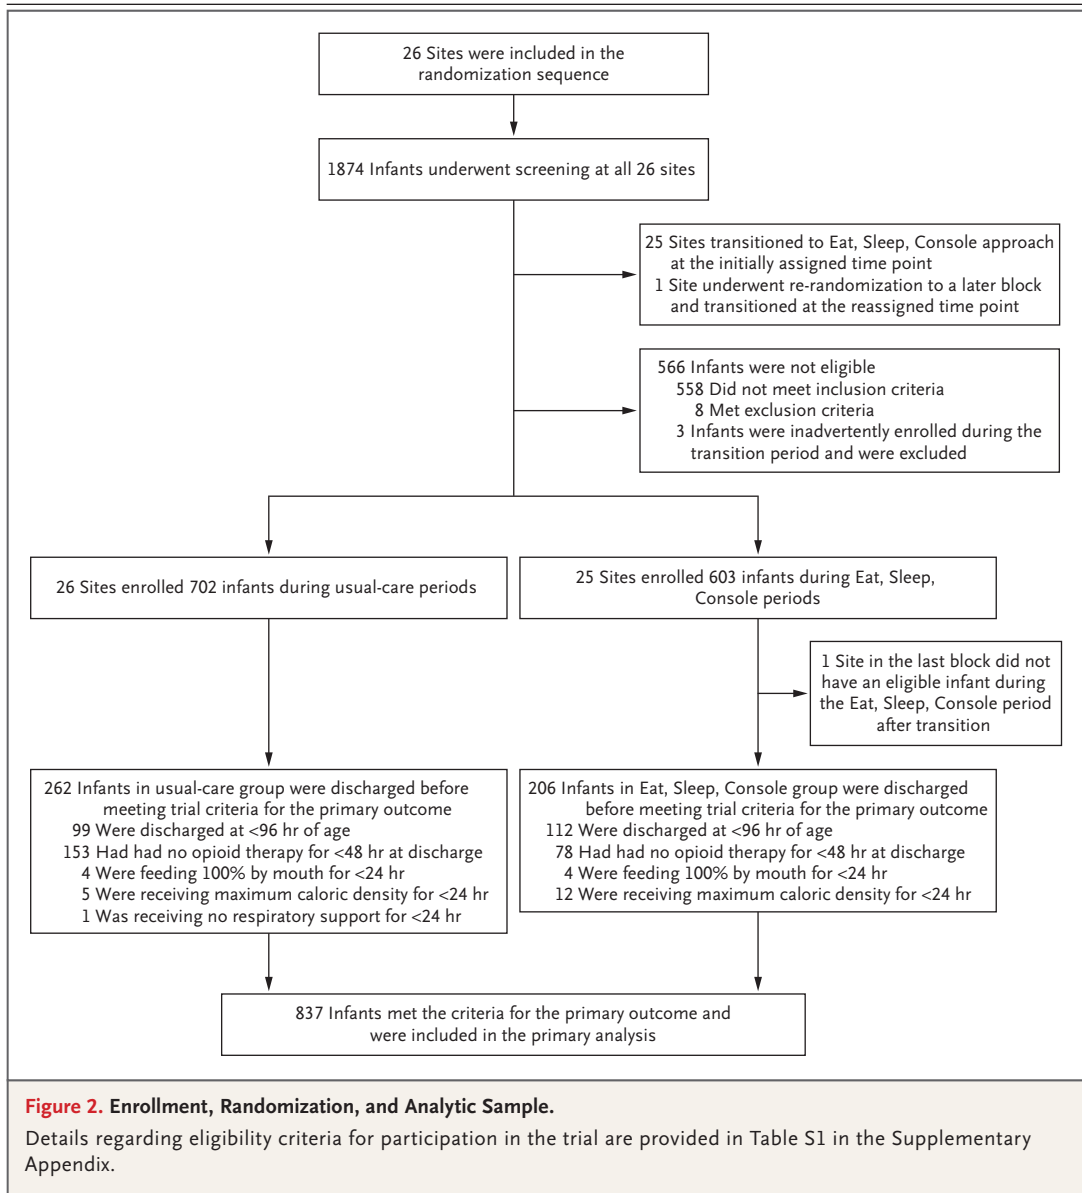 26 Sites were included in the
randomization sequence
1874 Infants underwent screening at all 26 sites
25 Sites transitioned to Eat, Sleep, Console approach
at the initially assigned time point
1 Site underwent re-randomization to a later block
and transitioned at the reassigned time point
566 Infants were not eligible
558 Did not meet inclusion criteria
8 Met exclusion criteria
3 Infants were inadvertently enrolled during the
transition period and were excluded
26 Sites enrolled 702 infants during usual-care periods
25 Sites enrolled 603 infants during Eat, Sleep,
Console periods
1 Site in the last block did not
have an eligible infant during
the Eat, Sleep, Console period
after transition
262 Infants in usual-care group were discharged before
meeting trial criteria for the primary outcome
99 Were discharged at <96 hr of age
153 Had had no opioid therapy for <48 hr at discharge
4 Were feeding 100% by mouth for <24 hr
5 Were receiving maximum caloric density for <24 hr
1 Was receiving no respiratory support for <24 hr
206 Infants in Eat, Sleep, Console group were discharged
before meeting trial criteria for the primary outcome
112 Were discharged at <96 hr of age
78 Had had no opioid therapy for <48 hr at discharge
4 Were feeding 100% by mouth for <24 hr
12 Were receiving maximum caloric density for <24 hr
837 Infants met the criteria for the primary outcome and
were included in the primary analysis
Figure 2. Enrollment, Randomization, and Analytic Sample.
Details regarding eligibility criteria for participation in the trial are provided in Table S1 in the Supplementary
Appendix.